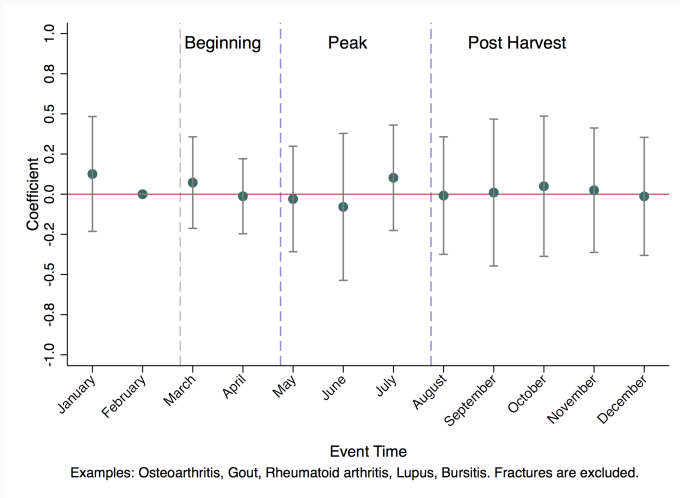 Beginning Peak Post Harvest
1.0
0.8
0.5
0.2
0.0
-0.2
-0.5
-0.8
-1.0
Coefficient
January February March April May June July August September October November December
Event Time
Examples: Osteoarthritis, Gout, Rheumatoid arthritis, Lupus, Bursitis. Fractures are excluded.